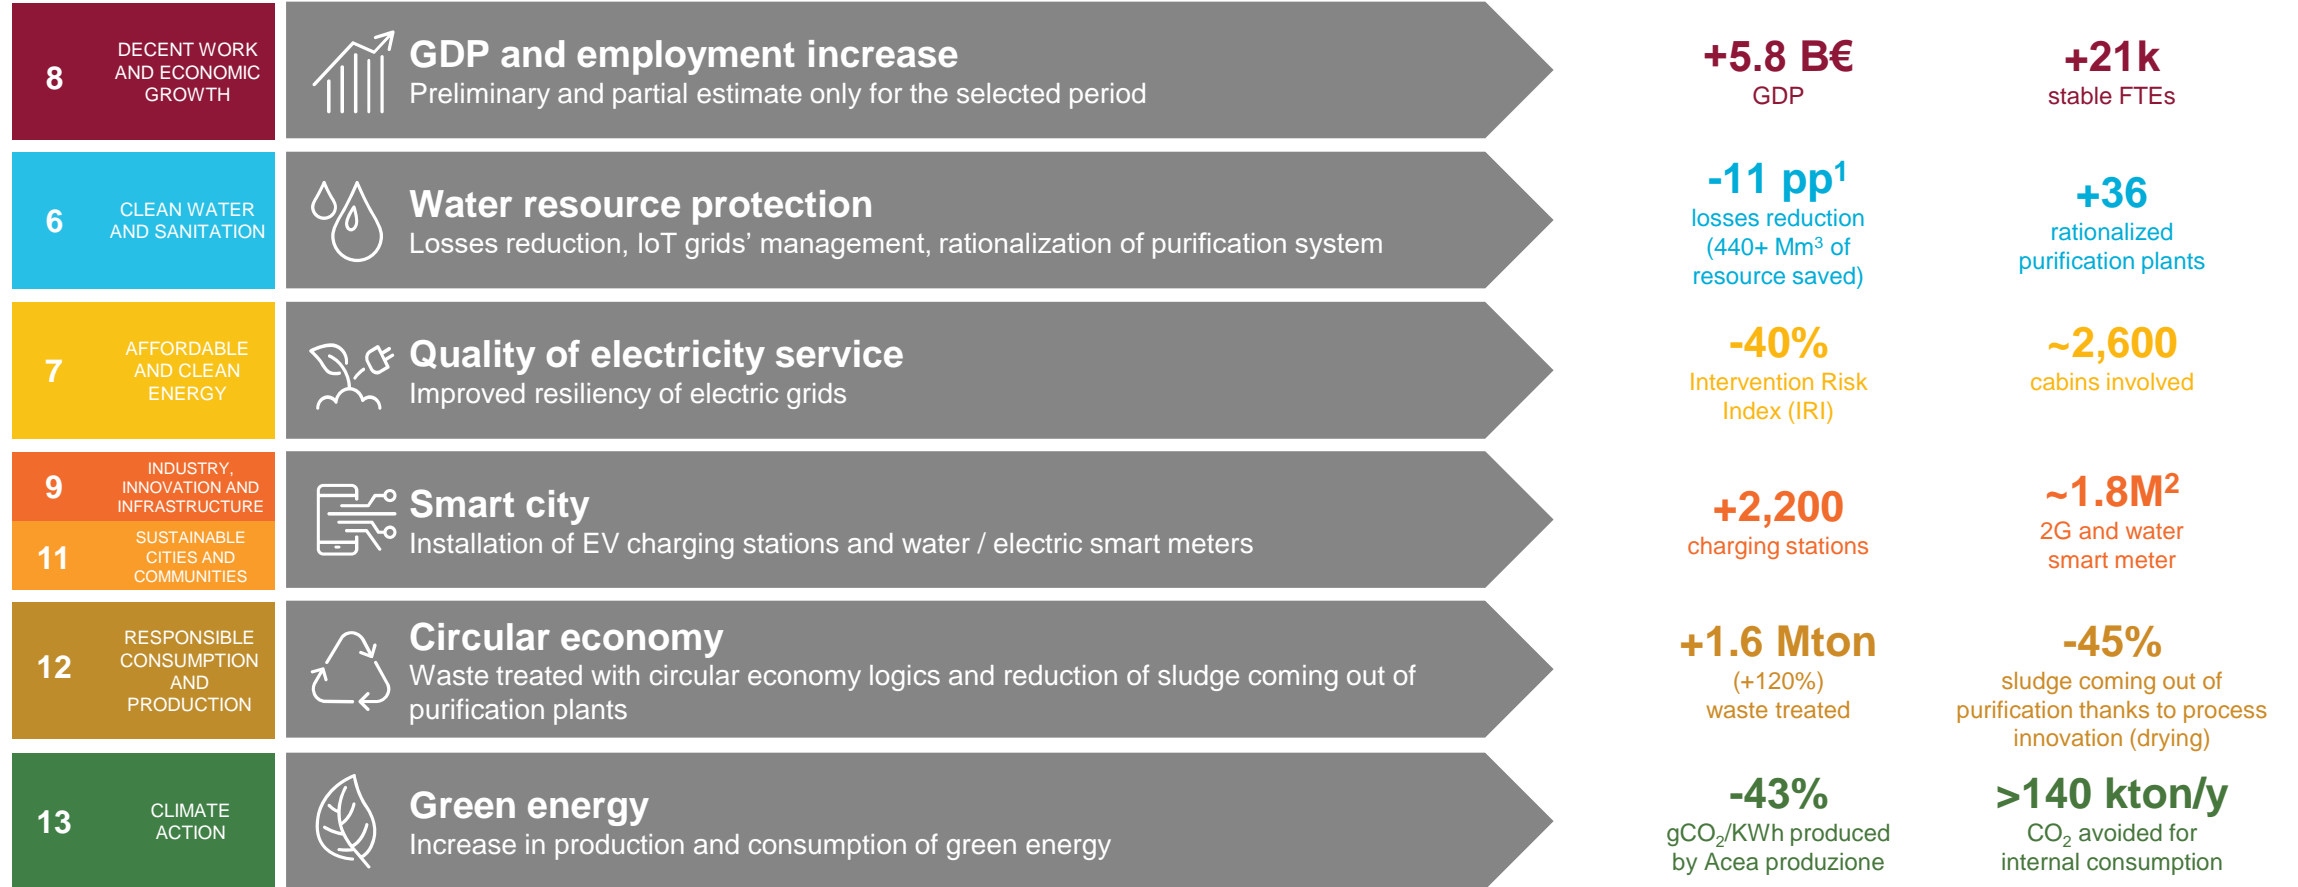 8
DECENT WORK
AND ECONOMIC
GROWTH
GDP and employment increase
Preliminary and partial estimate only for the selected period
+5.8 B€
GDP
+21k
stable FTEs
6
CLEAN WATER
AND SANITATION
Water resource protection
Losses reduction, IoT grids’ management, rationalization of purification system
-11 pp¹
losses reduction
(440+ Mm³ of
resource saved)
+36
rationalized
purification plants
7
AFFORDABLE
AND CLEAN
ENERGY
Quality of electricity service
Improved resiliency of electric grids
-40%
Intervention Risk
Index (IRI)
~2,600
cabins involved
9
INDUSTRY,
INNOVATION AND
INFRASTRUCTURE
11
SUSTAINABLE
CITIES AND
COMMUNITIES
Smart city
Installation of EV charging stations and water / electric smart meters
+2,200
charging stations
~1.8M²
2G and water
smart meter
12
RESPONSIBLE
CONSUMPTION
AND
PRODUCTION
Circular economy
Waste treated with circular economy logics and reduction of sludge coming out of
purification plants
+1.6 Mton
(+120%)
waste treated
-45%
sludge coming out of
purification thanks to process
innovation (drying)
13
CLIMATE
ACTION
Green energy
Increase in production and consumption of green energy
-43%
gCO₂/KWh produced
by Acea produzione
>140 kton/y
CO₂ avoided for
internal consumption